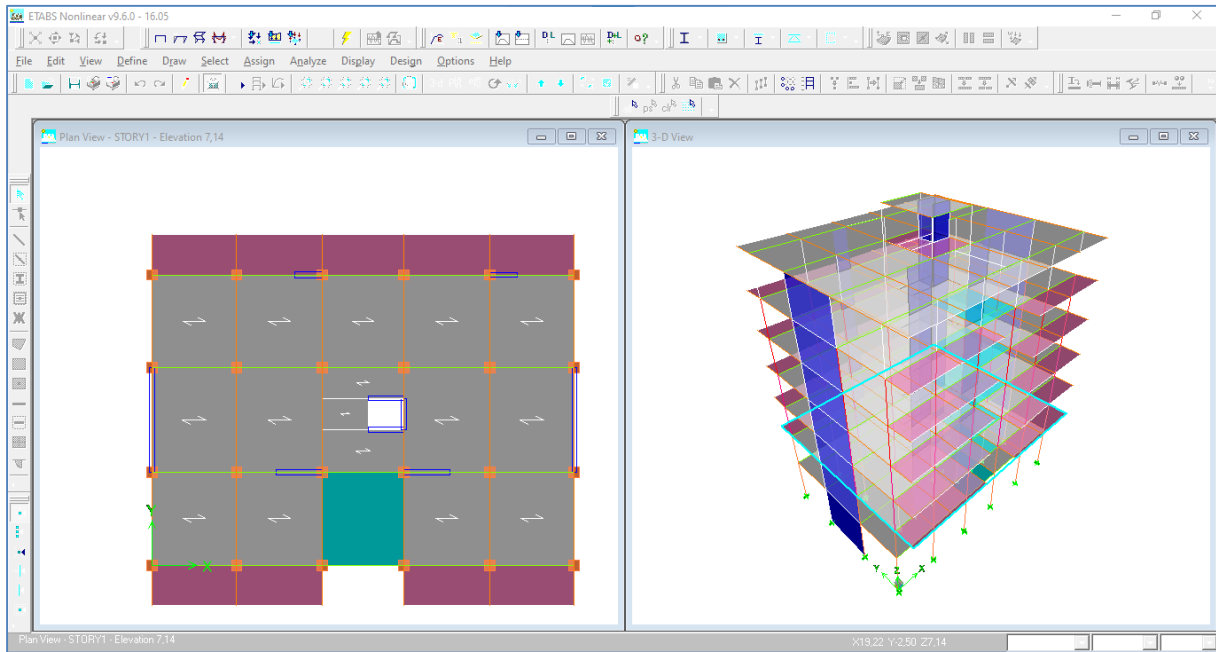 ETABS Nonlinear v9.6.0 - 16.05
File Edit View Define Draw Select Assign Analyze Display Design Options Help
Plan View - STORY1 - Elevation 7,14
3-D View
Y
X
Y Z X
Plan View - STORY1 - Elevation 7,14
X19,22 Y-2,50 Z7,14